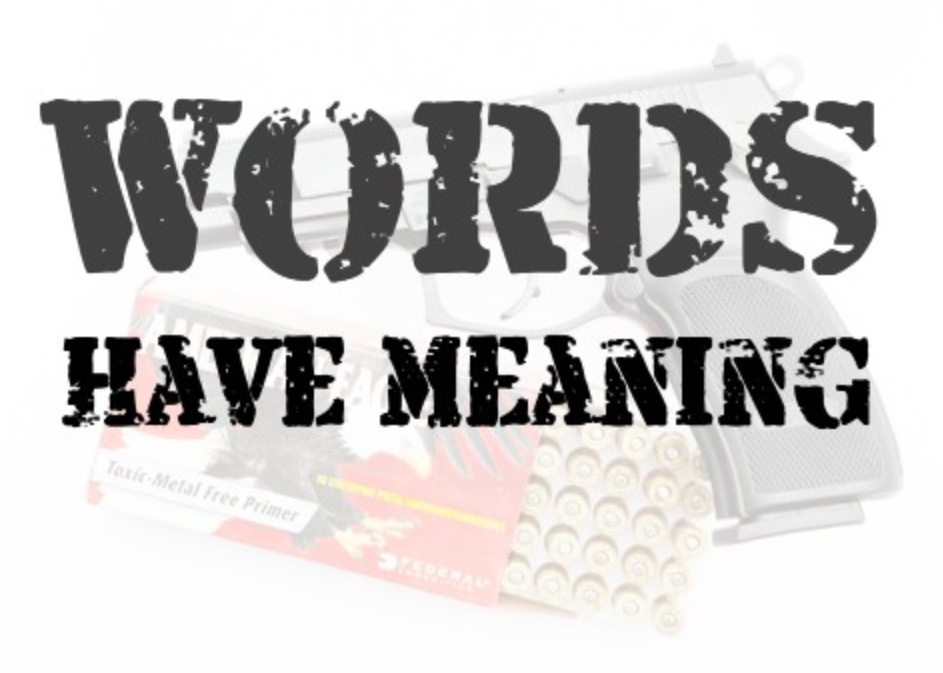 WORDS
HAVE MEANING
Toxic-Metal Free Primer
FEDERAL